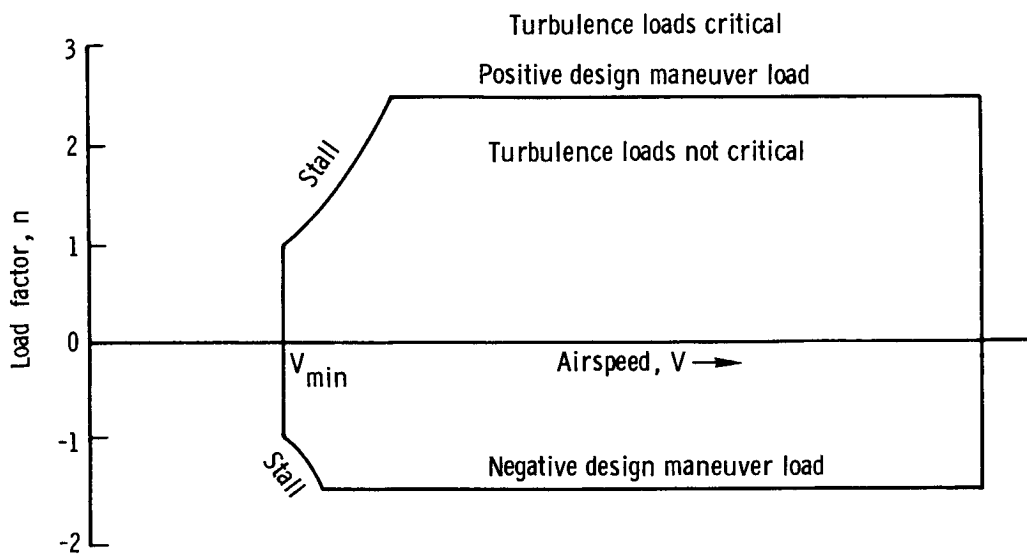 Turbulence loads critical
3
Positive design maneuver load
Stall
2
Turbulence loads not critical
1
Load factor, n
0
V_min
Airspeed, V →
-1
Stall
Negative design maneuver load
-2